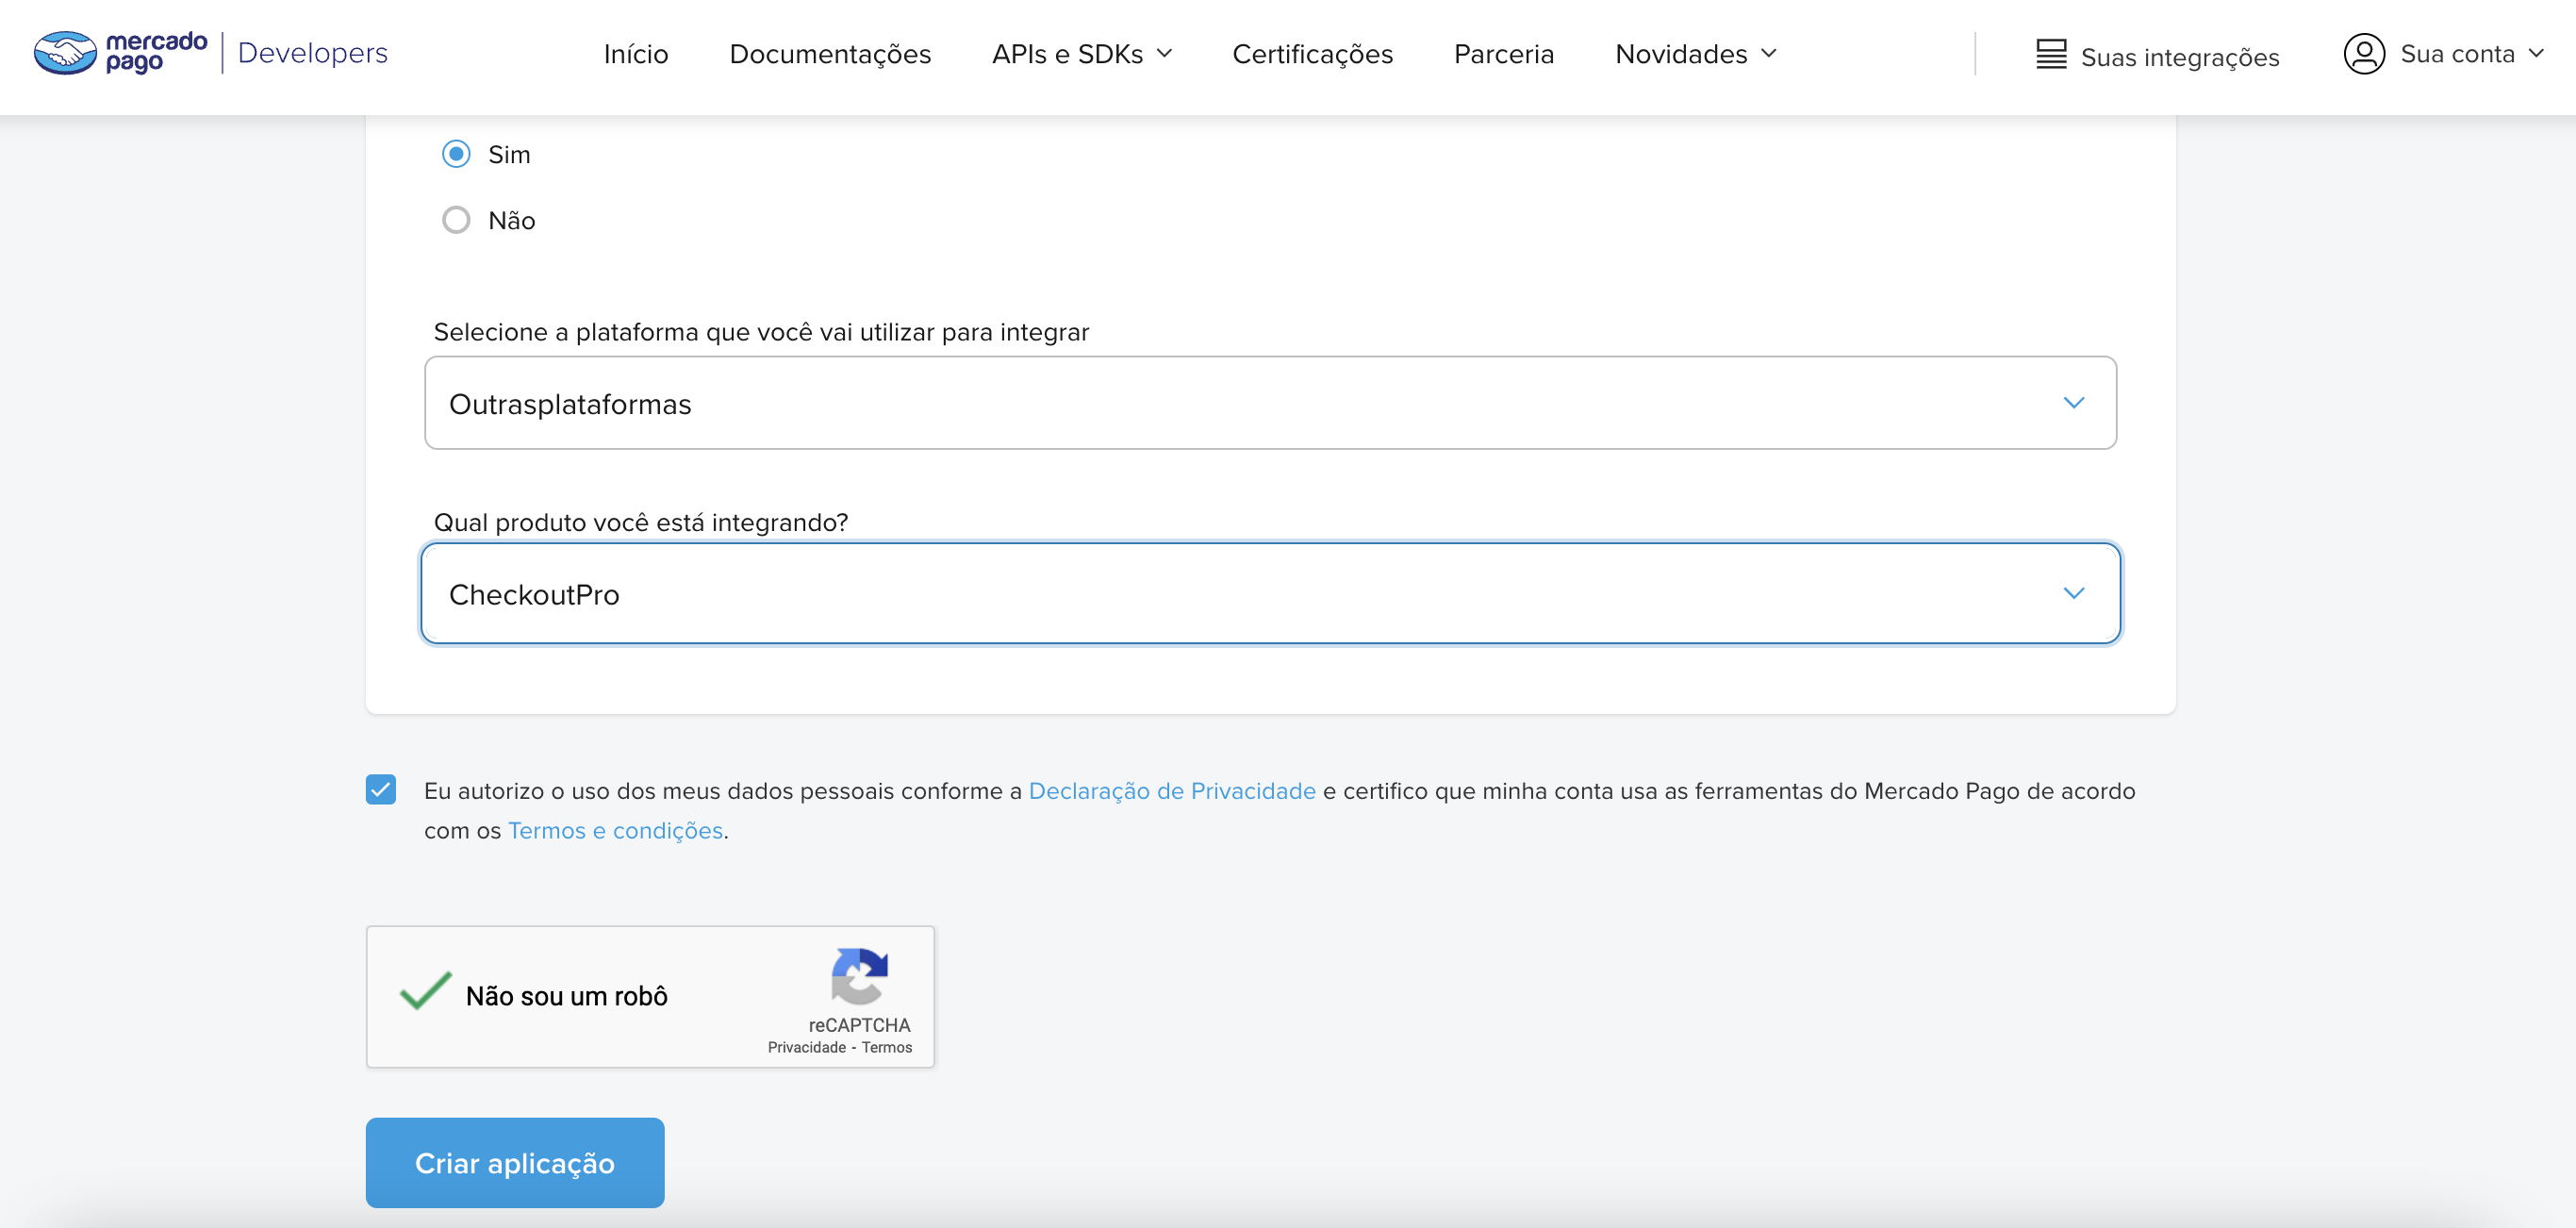 mercado pago Developers Início Documentações APIs e SDKs Certificações Parceria Novidades Suas integrações Sua conta
Sim
Não
Selecione a plataforma que você vai utilizar para integrar
Outrasplataformas
Qual produto você está integrando?
CheckoutPro
Eu autorizo o uso dos meus dados pessoais conforme a Declaração de Privacidade e certifico que minha conta usa as ferramentas do Mercado Pago de acordo
com os Termos e condições.
Não sou um robô
reCAPTCHA
Privacidade - Termos
Criar aplicação